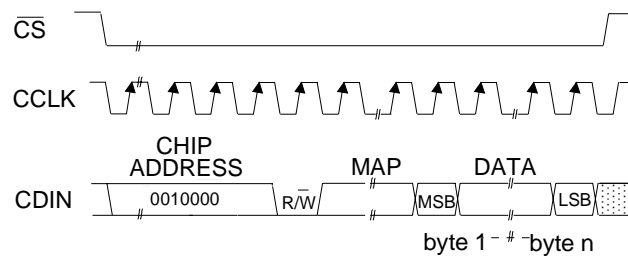 CS
CCLK
CHIP
ADDRESS
MAP
DATA
CDIN
0010000
R/W
MSB
LSB
byte 1
byte n